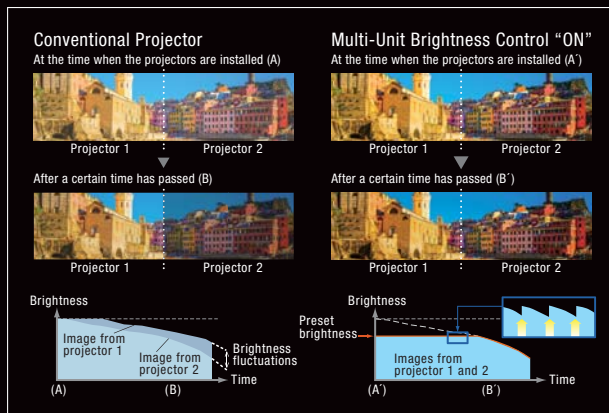 Conventional Projector
At the time when the projectors are installed (A)
Projector 1 Projector 2
After a certain time has passed (B)
Projector 1 Projector 2
Brightness
Image from
projector 1
Image from
projector 2
Brightness
fluctuations
(A) (B) Time
Multi-Unit Brightness Control “ON”
At the time when the projectors are installed (A´)
Projector 1 Projector 2
After a certain time has passed (B´)
Projector 1 Projector 2
Brightness
Preset
brightness
Images from
projector 1 and 2
(A´) (B´) Time